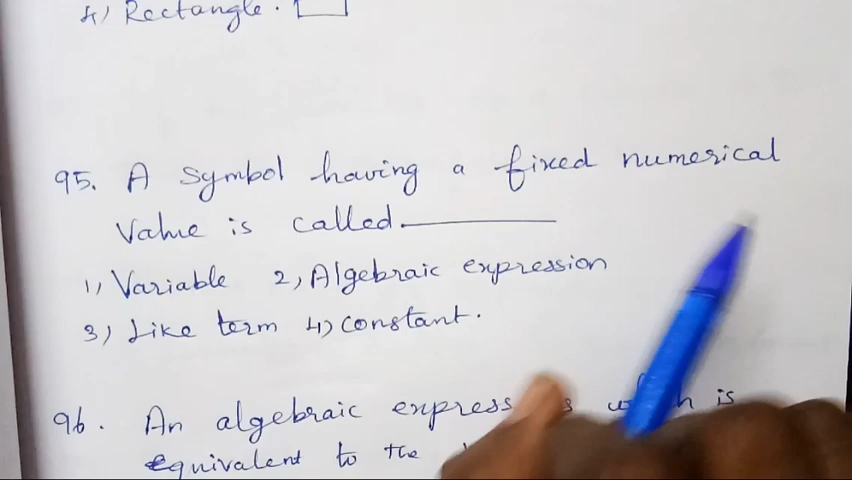 4) Rectangle.
95. A Symbol having a fixed numerical
Value is called
1) Variable 2, Algebraic expression
3) Like term 4) constant.
96. An algebraic is
equivalent to the